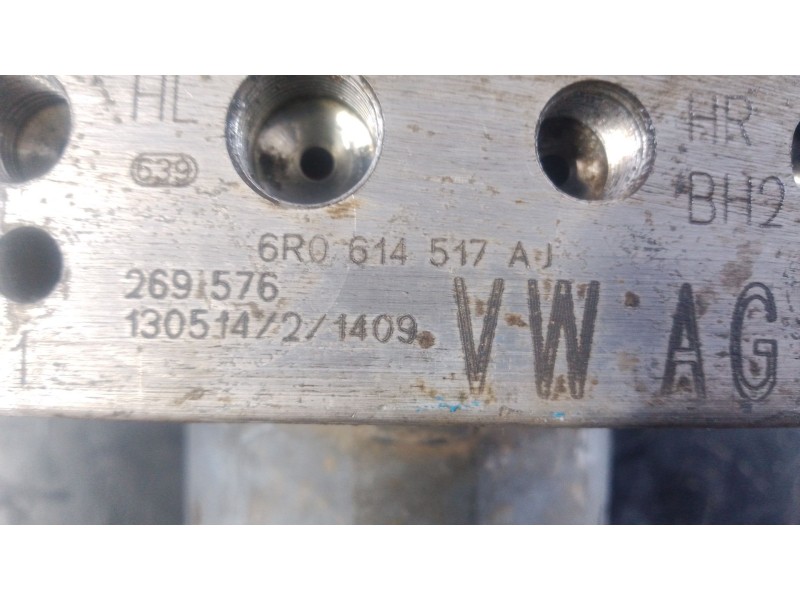 HL
HR
639
BH2
6R0 614 517 AJ
2691576
130514/2/1409
VW AG
1